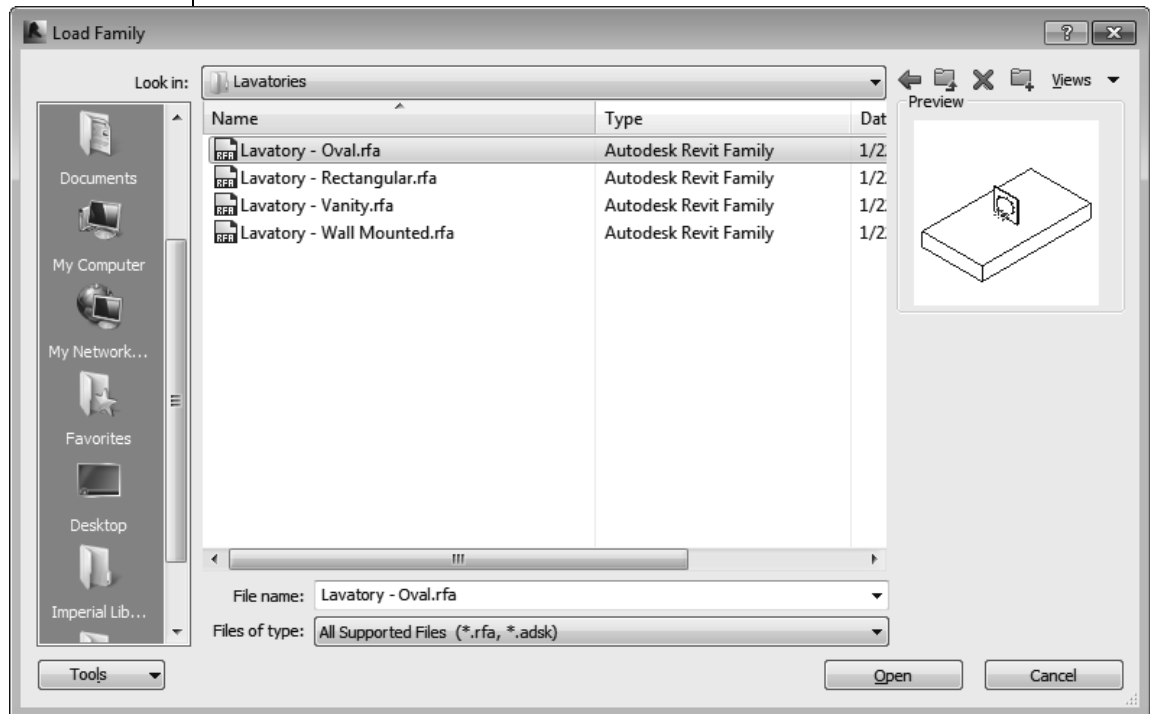 Load Family
Look in: Lavatories Views
Documents
My Computer
My Network...
Favorites
Desktop
Imperial Lib...
Name Type Dat
Lavatory - Oval.rfa Autodesk Revit Family 1/2
Lavatory - Rectangular.rfa Autodesk Revit Family 1/2
Lavatory - Vanity.rfa Autodesk Revit Family 1/2
Lavatory - Wall Mounted.rfa Autodesk Revit Family 1/2
Preview
File name: Lavatory - Oval.rfa
Files of type: All Supported Files (*.rfa, *.adsk)
Tools Open Cancel